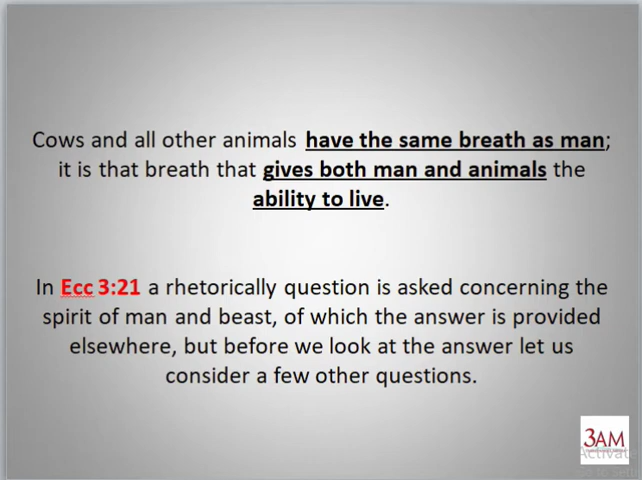 Cows and all other animals have the same breath as man;
it is that breath that gives both man and animals the
ability to live.
In Ecc 3:21 a rhetorically question is asked concerning the
spirit of man and beast, of which the answer is provided
elsewhere, but before we look at the answer let us
consider a few other questions.
3AM
Activate